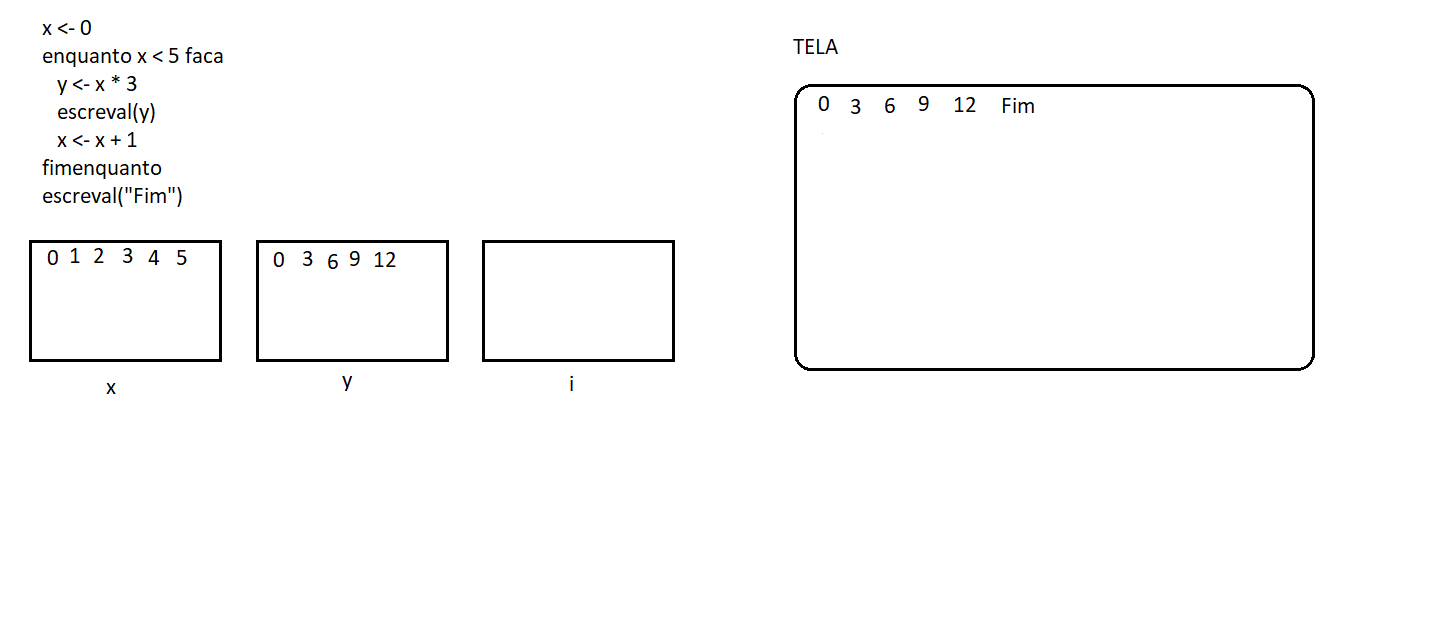 x <- 0
enquanto x < 5 faca
y <- x * 3
escreval(y)
x <- x + 1
fimenquanto
escreval("Fim")
0 1 2 3 4 5
x
0 3 6 9 12
y
i
TELA
0 3 6 9 12 Fim